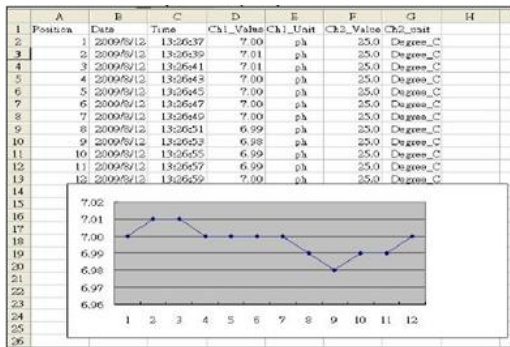 A B C D E F G H
1 Position Date Time Ch1_Value Ch1_Unit Ch2_Value Ch2_unit
2 1 2009/8/12 13:26:37 7.00 ph 25.0 Degree_C
3 2 2009/8/12 13:26:39 7.01 ph 25.0 Degree_C
4 3 2009/8/12 13:26:41 7.01 ph 25.0 Degree_C
5 4 2009/8/12 13:26:43 7.00 ph 25.0 Degree_C
6 5 2009/8/12 13:26:45 7.00 ph 25.0 Degree_C
7 6 2009/8/12 13:26:47 7.00 ph 25.0 Degree_C
8 7 2009/8/12 13:26:49 7.00 ph 25.0 Degree_C
9 8 2009/8/12 13:26:51 6.99 ph 25.0 Degree_C
10 9 2009/8/12 13:26:53 6.98 ph 25.0 Degree_C
11 10 2009/8/12 13:26:55 6.99 ph 25.0 Degree_C
12 11 2009/8/12 13:26:57 6.99 ph 25.0 Degree_C
13 12 2009/8/12 13:26:59 7.00 ph 25.0 Degree_C
14
15 7.02
16
17 7.01
18
19 7.00
20 6.99
21
22 6.98
23 6.97
24 6.96
25 1 2 3 4 5 6 7 8 9 10 11 12
26